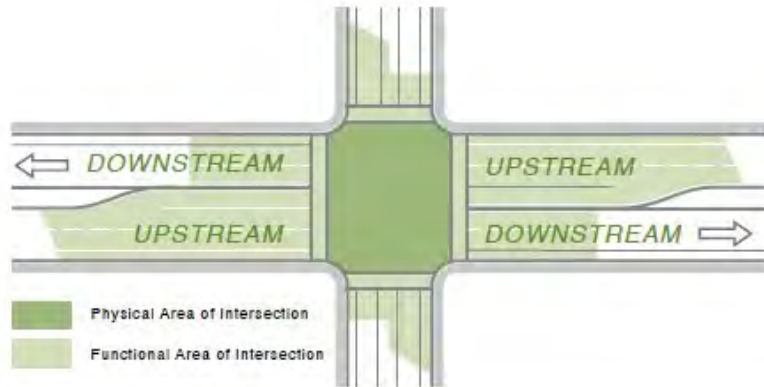 DOWNSTREAM
UPSTREAM
UPSTREAM
DOWNSTREAM
Physical Area of Intersection
Functional Area of Intersection